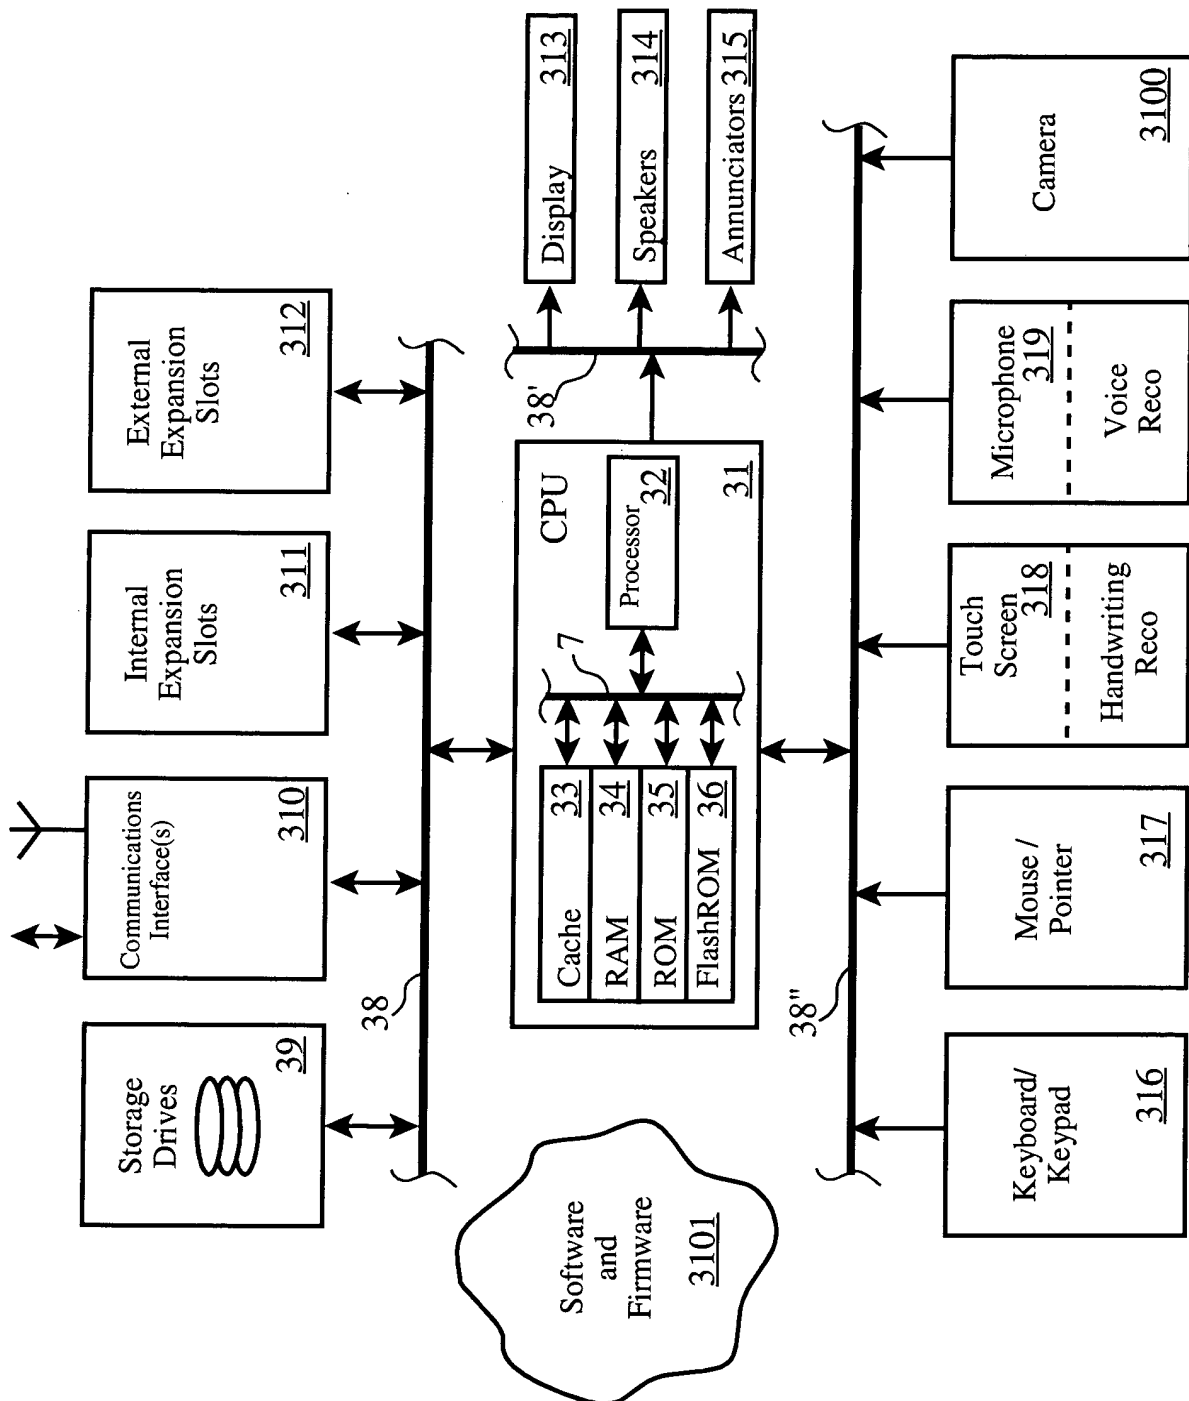 Storage
Drives
39
Communications
Interface(s)
310
Internal
Expansion
Slots
311
External
Expansion
Slots
312
38
Software
and
Firmware
3101
CPU
31
Cache 33
RAM 34
ROM 35
FlashROM 36
7
Processor
32
38'
Display 313
Speakers 314
Annunciators 315
38"
Keyboard/
Keypad
316
Mouse /
Pointer
317
Touch
Screen
318
Handwriting
Reco
Microphone
319
Voice
Reco
Camera
3100